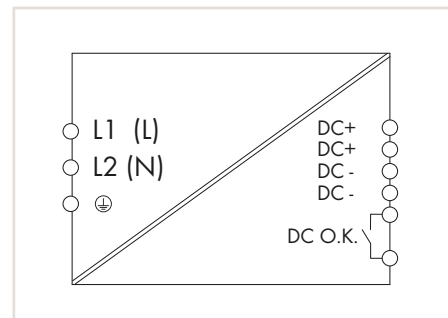 L1 (L)
L2 (N)
DC+
DC+
DC -
DC -
DC O.K.